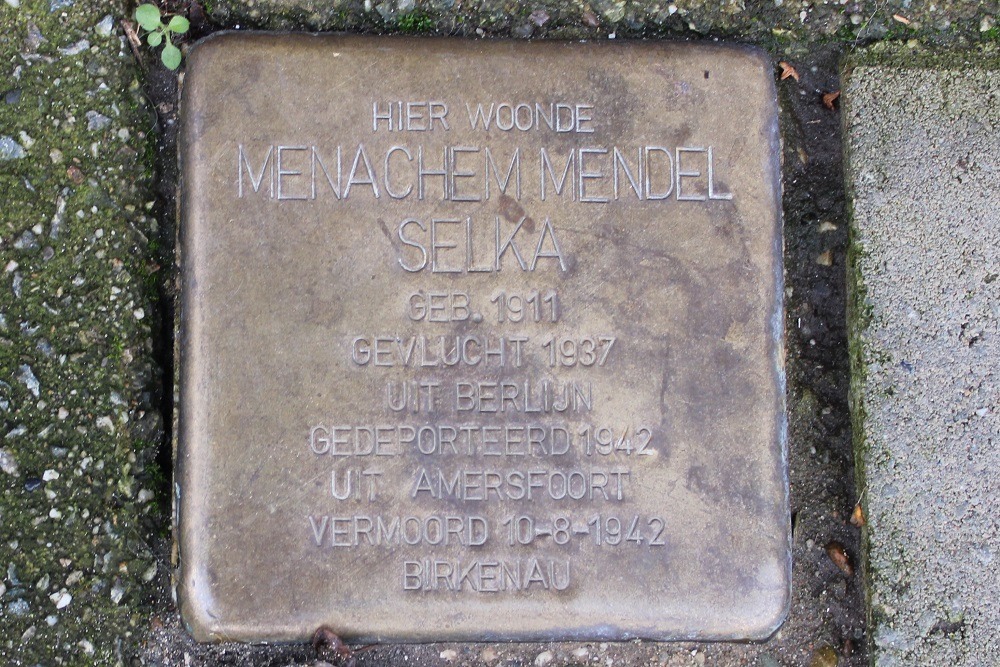 HIER WOONDE
MENACHEM MENDEL
SELKA
GEB. 1911
GEVLUCHT 1937
UIT BERLIJN
GEDEPORTEERD 1942
UIT AMERSFOORT
VERMOORD 10-8-1942
BIRKENAU